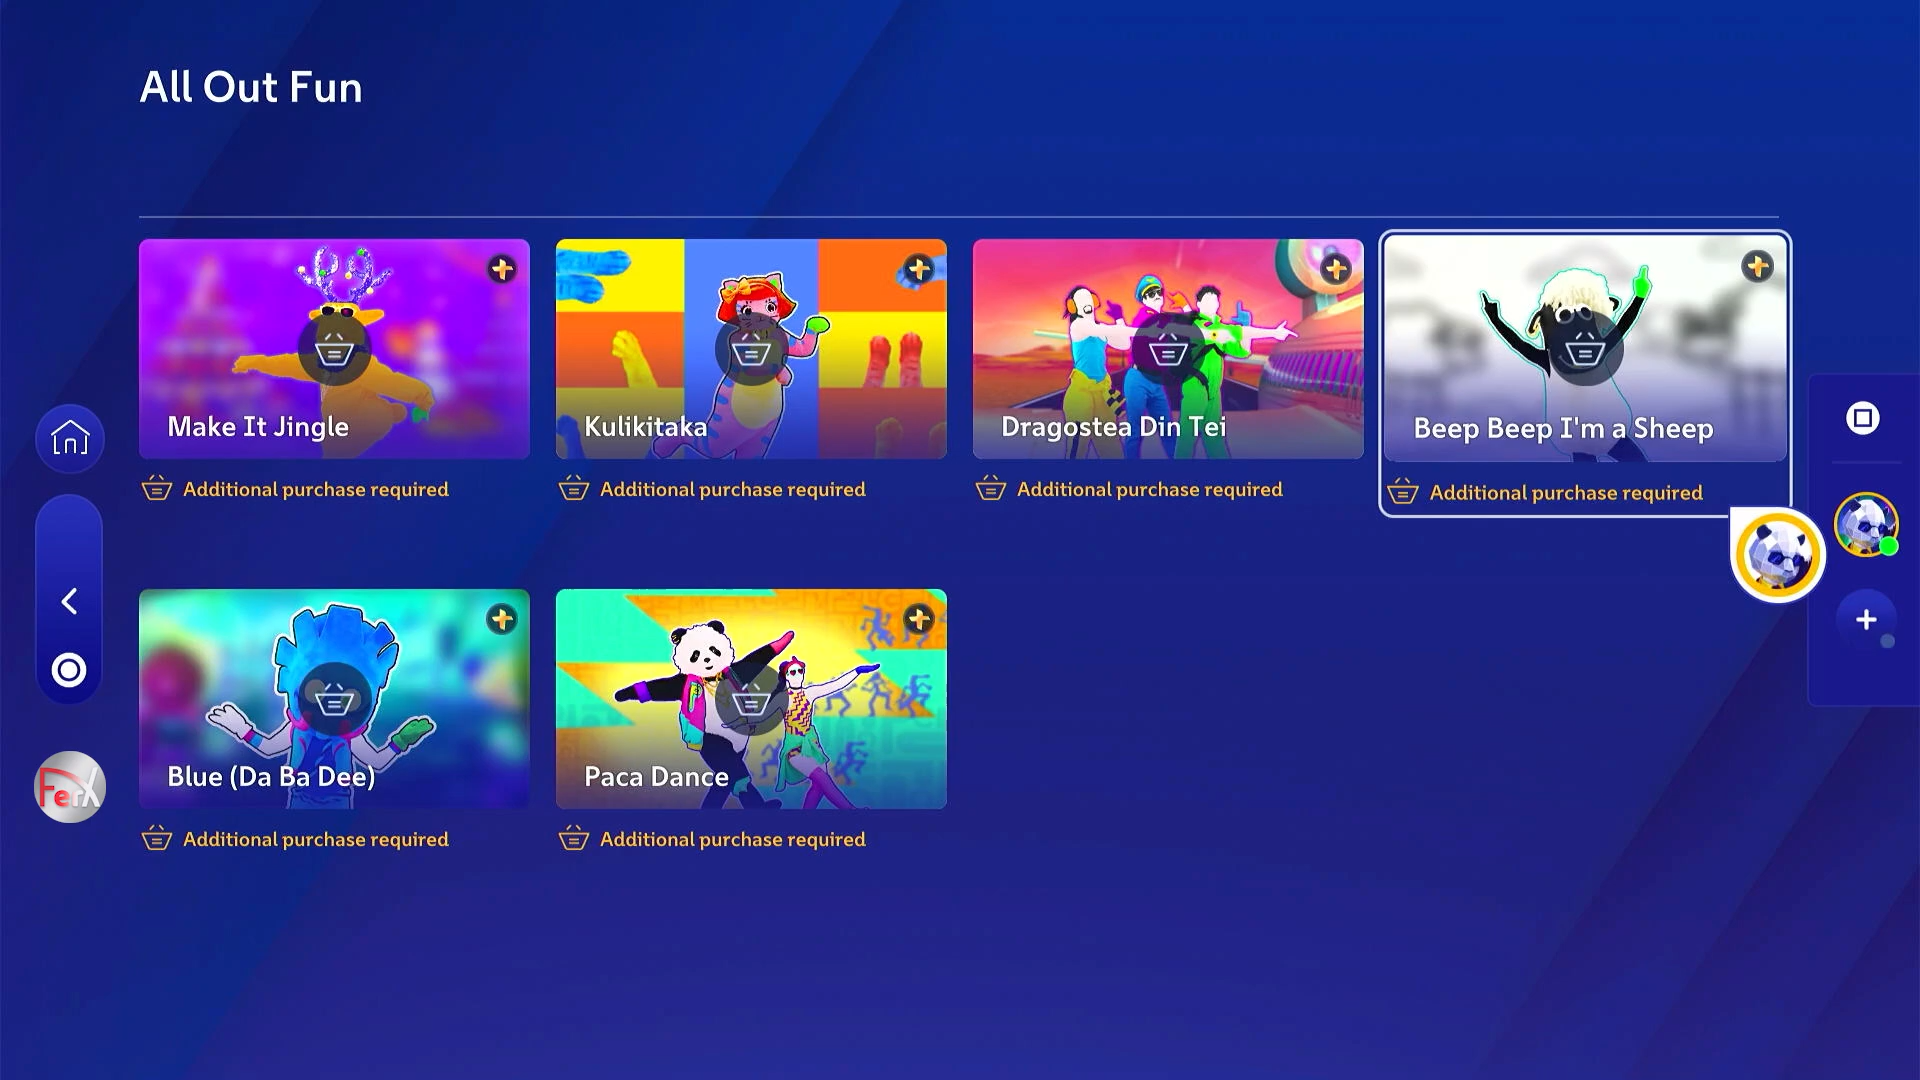 All Out Fun
Make It Jingle
Kulikitaka
Dragostea Din Tei
Beep Beep I'm a Sheep
Additional purchase required
Additional purchase required
Additional purchase required
Additional purchase required
Blue (Da Ba Dee)
Paca Dance
Additional purchase required
Additional purchase required
FerX